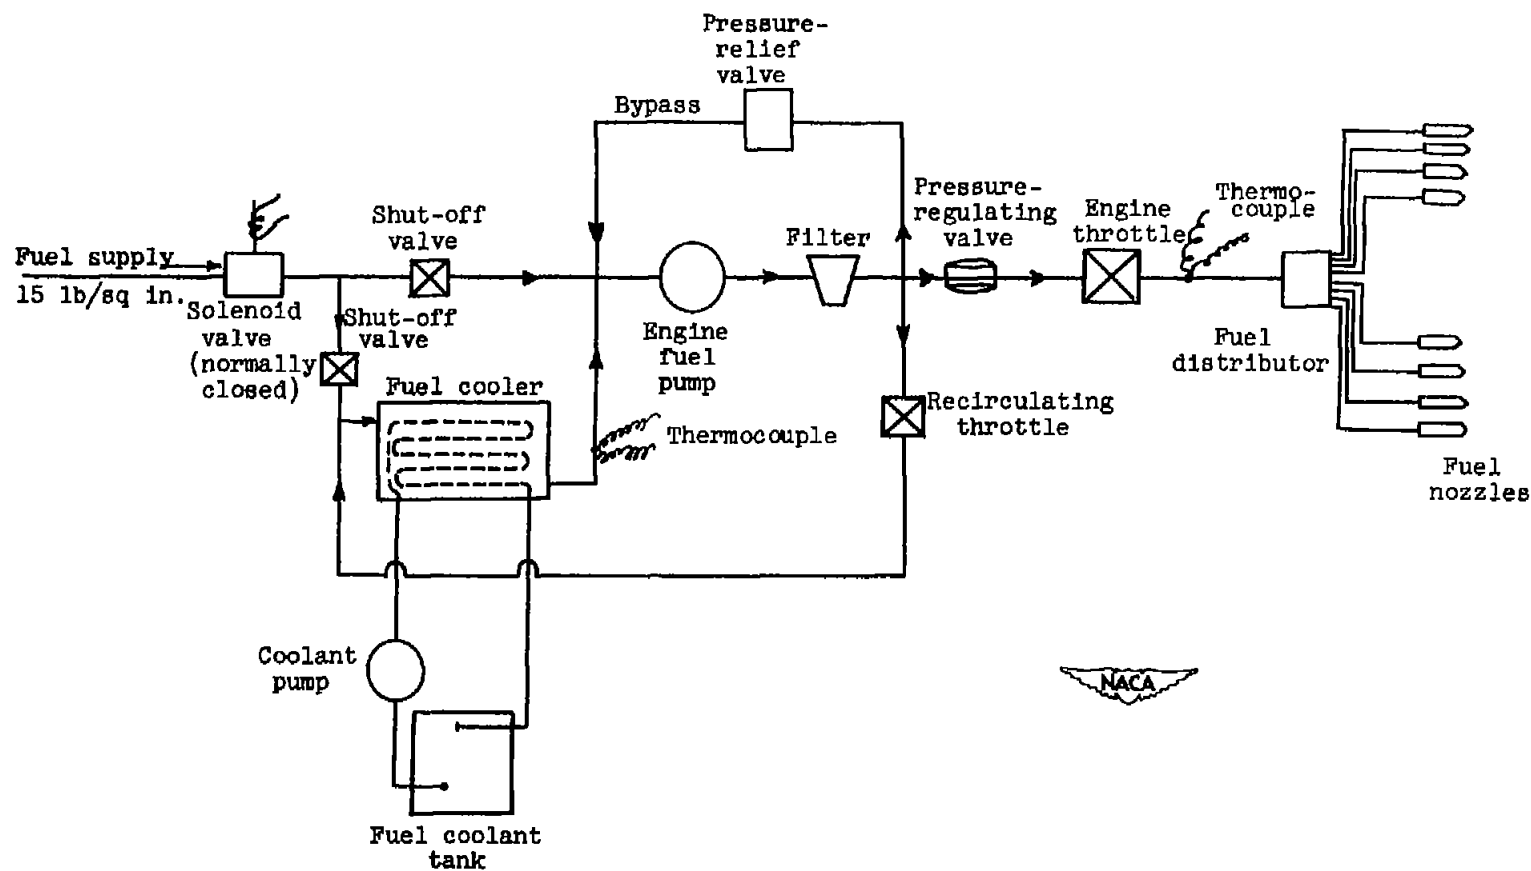 Pressure-
relief
valve
Bypass
Pressure-
regulating
valve
Engine
throttle
Thermo-
couple
Shut-off
valve
Filter
Fuel supply
15 lb/sq in.
Solenoid
valve
(normally
closed)
Shut-off
valve
Engine
fuel
pump
Fuel
distributor
Fuel cooler
Thermocouple
Recirculating
throttle
Fuel
nozzles
Coolant
pump
NACA
Fuel coolant
tank